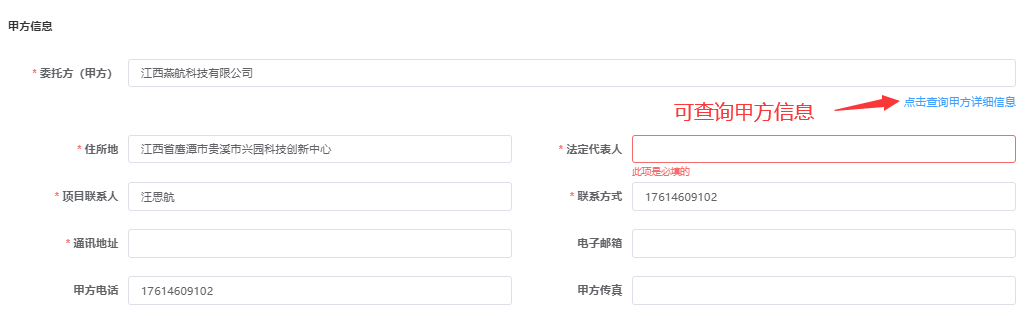 甲方信息
* 委托方（甲方） 江西燕航科技有限公司
点击查询甲方详细信息
可查询甲方信息
* 住所地 江西省鹰潭市贵溪市兴园科技创新中心 * 法定代表人
此项是必填的
* 项目联系人 汪思航 * 联系方式 17614609102
* 通讯地址 电子邮箱
甲方电话 17614609102 甲方传真